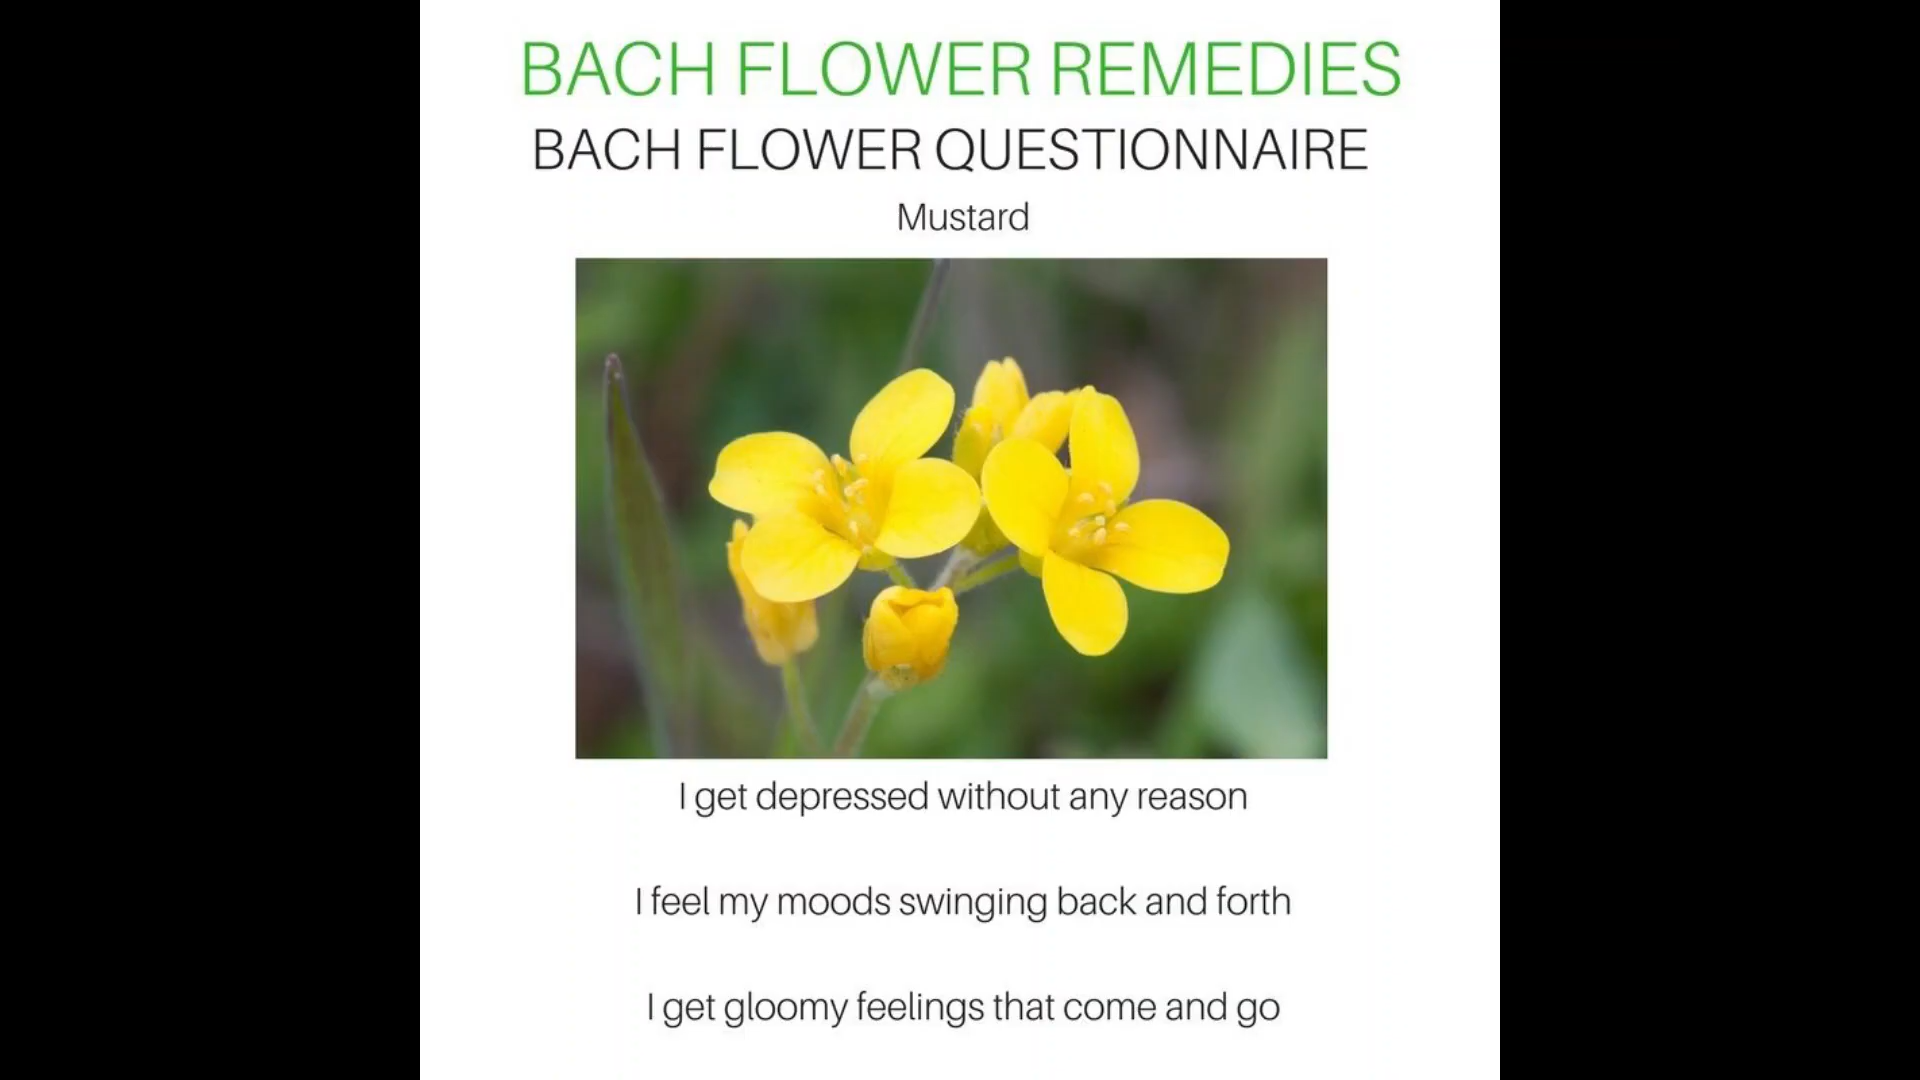 BACH FLOWER REMEDIES
BACH FLOWER QUESTIONNAIRE
Mustard
I get depressed without any reason
I feel my moods swinging back and forth
I get gloomy feelings that come and go